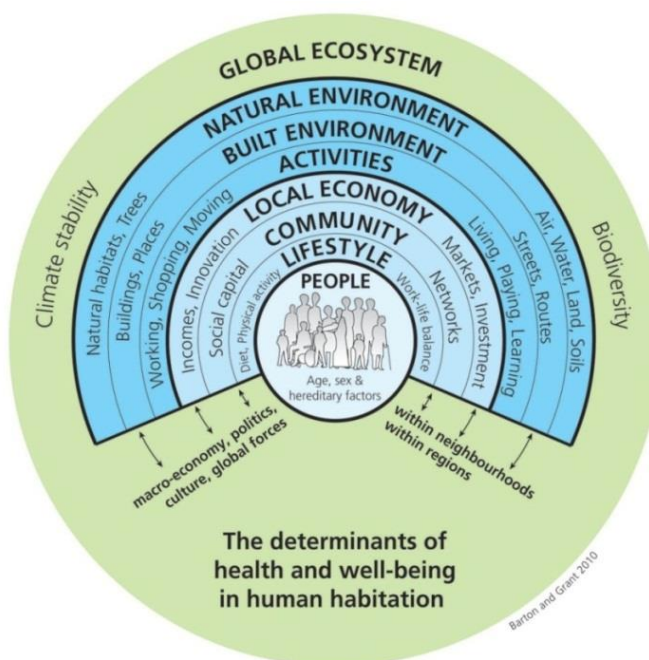 GLOBAL ECOSYSTEM
Climate stability
Biodiversity
NATURAL ENVIRONMENT
Natural habitats, Trees
Air, Water, Land, Soils
BUILT ENVIRONMENT
Buildings, Places
Streets, Routes
ACTIVITIES
Working, Shopping, Moving
Living, Playing, Learning
LOCAL ECONOMY
Incomes, Innovation
Markets, Investment
COMMUNITY
Social capital
Networks
LIFESTYLE
Diet, Physical activity
Work-life balance
PEOPLE
Age, sex &
hereditary factors
macro-economy, politics,
culture, global forces
within neighbourhoods
within regions
The determinants of
health and well-being
in human habitation
Barton and Grant 2010